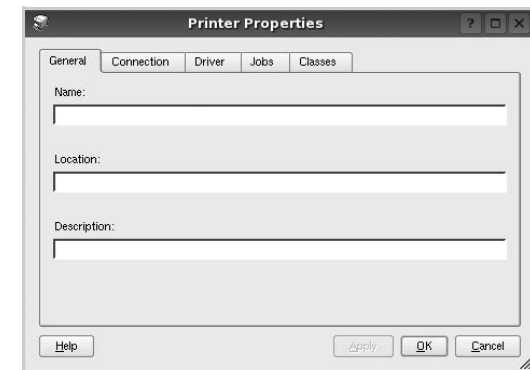 Printer Properties ?
General Connection Driver Jobs Classes
Name:
Location:
Description:
Help Apply OK Cancel